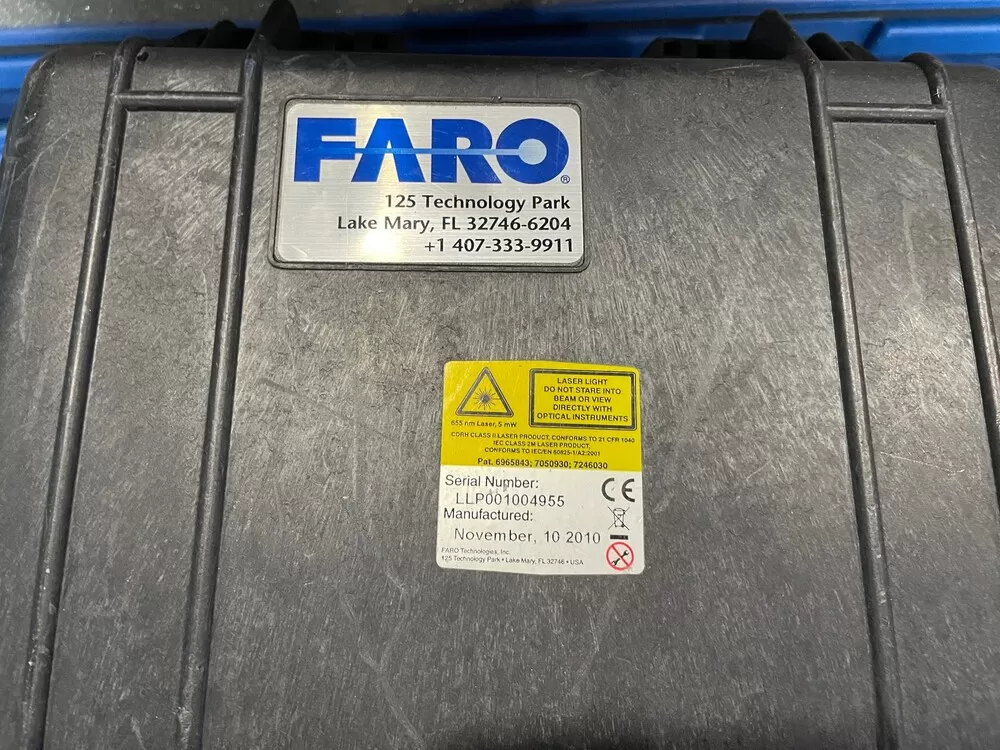 FARO®
125 Technology Park
Lake Mary, FL 32746-6204
+1 407-333-9911
LASER LIGHT
DO NOT STARE INTO
BEAM OR VIEW
DIRECTLY WITH
OPTICAL INSTRUMENTS
655 nm Laser, 5 mW
CDRH CLASS II LASER PRODUCT, CONFORMS TO 21 CFR 1040
IEC CLASS 2M LASER PRODUCT,
CONFORMS TO IEC/EN 60825-1/A2:2001
Pat. 6965843; 7050930; 7246030
Serial Number:
LLP001004955
CE
Manufactured:
November, 10 2010
FARO Technologies, Inc.
125 Technology Park • Lake Mary, FL 32746 • USA